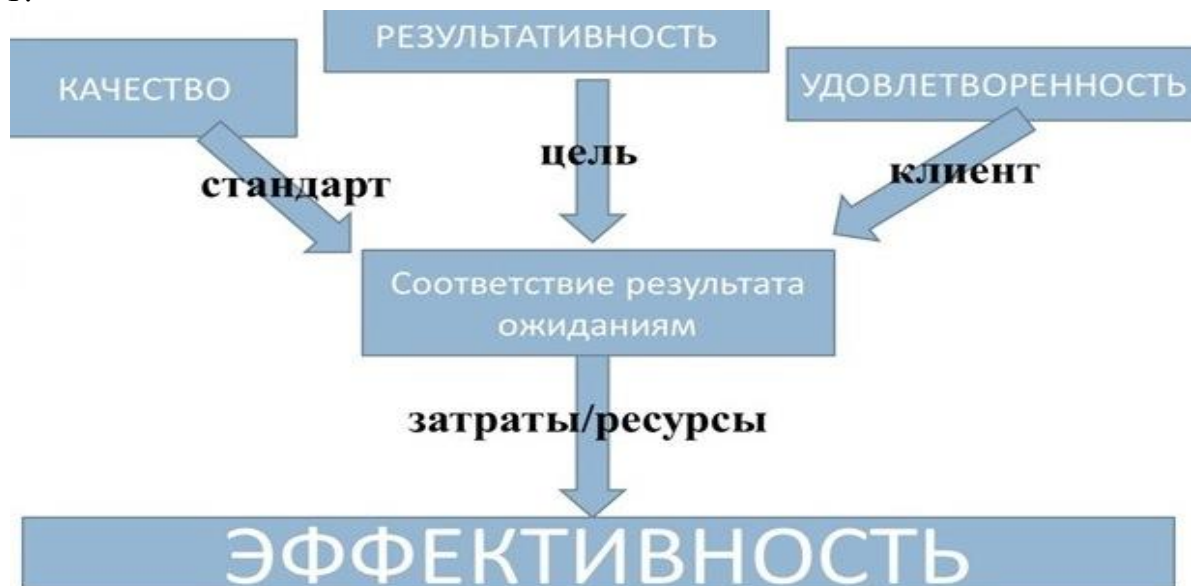 РЕЗУЛЬТАТИВНОСТЬ
КАЧЕСТВО
УДОВЛЕТВОРЕННОСТЬ
стандарт
цель
клиент
Соответствие результата
ожиданиям
затраты/ресурсы
ЭФФЕКТИВНОСТЬ